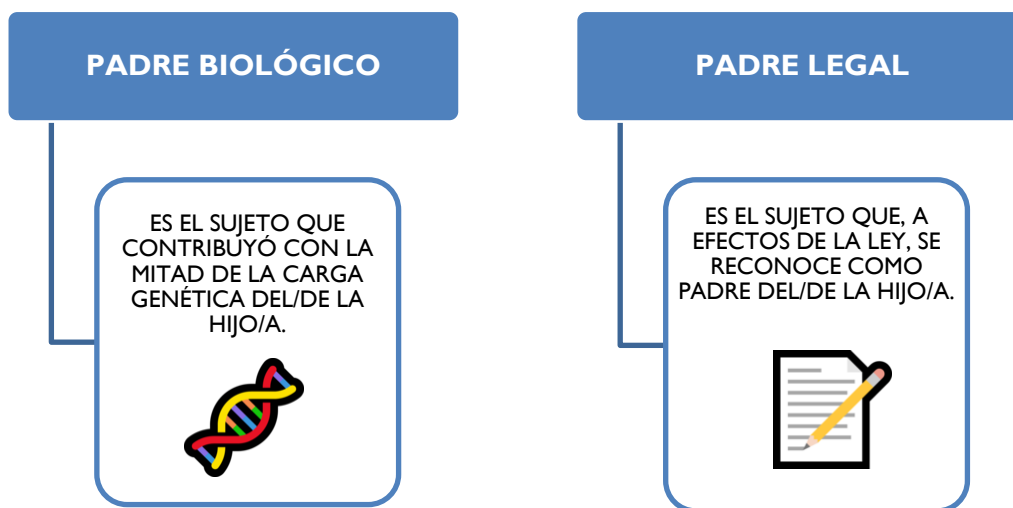 PADRE BIOLÓGICO
ES EL SUJETO QUE
CONTRIBUYÓ CON LA
MITAD DE LA CARGA
GENÉTICA DEL/DE LA
HIJO/A.
PADRE LEGAL
ES EL SUJETO QUE, A
EFECTOS DE LA LEY, SE
RECONOCE COMO
PADRE DEL/DE LA HIJO/A.